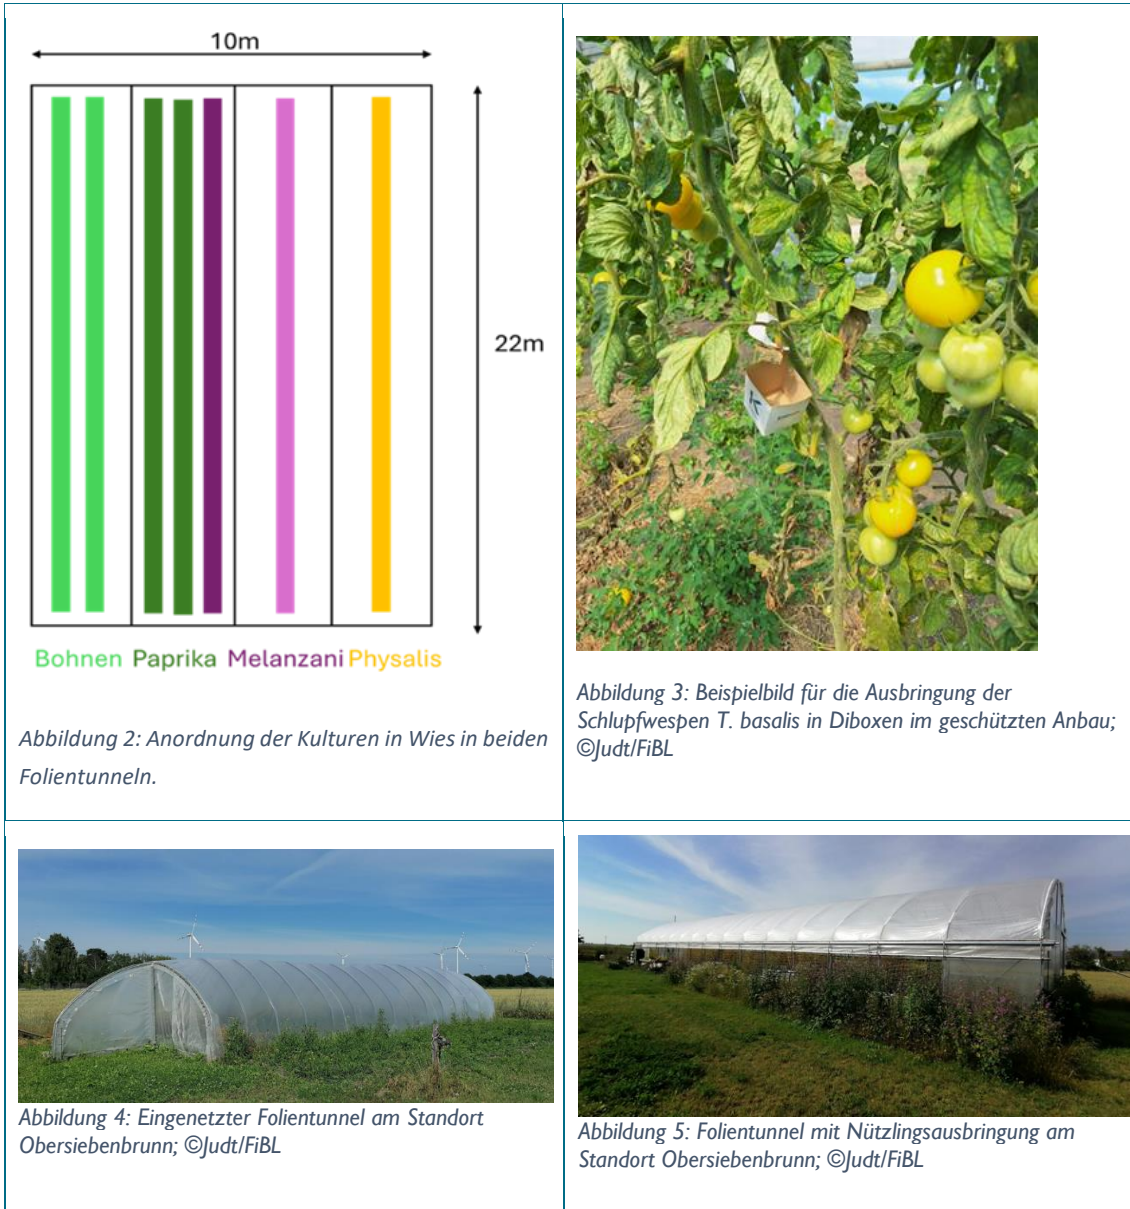 10m
22m
Bohnen Paprika Melanzani Physalis
Abbildung 2: Anordnung der Kulturen in Wies in beiden
Folientunneln.
K
Abbildung 3: Beispielbild für die Ausbringung der
Schlupfwespen T. basalis in Diboxen im geschützten Anbau;
©Judt/FiBL
Abbildung 4: Eingenetzter Folientunnel am Standort
Obersiebenbrunn; ©Judt/FiBL
Abbildung 5: Folientunnel mit Nützlingsausbringung am
Standort Obersiebenbrunn; ©Judt/FiBL